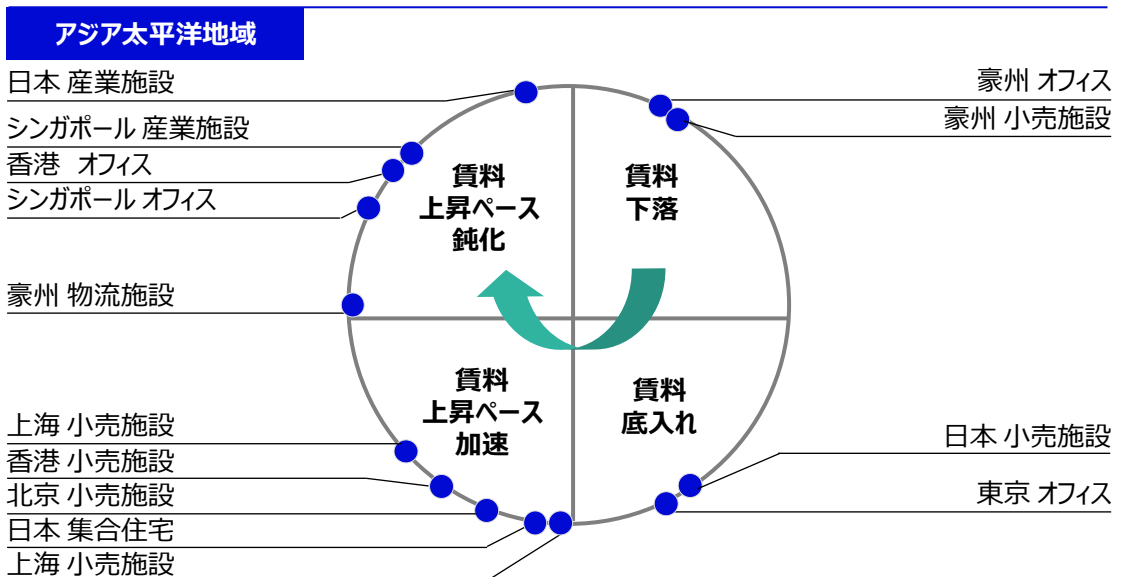 アジア太平洋地域
日本 産業施設
シンガポール 産業施設
香港 オフィス
シンガポール オフィス
豪州 物流施設
上海 小売施設
香港 小売施設
北京 小売施設
日本 集合住宅
上海 小売施設
賃料
上昇ペース
鈍化
賃料
下落
賃料
上昇ペース
加速
賃料
底入れ
豪州 オフィス
豪州 小売施設
日本 小売施設
東京 オフィス